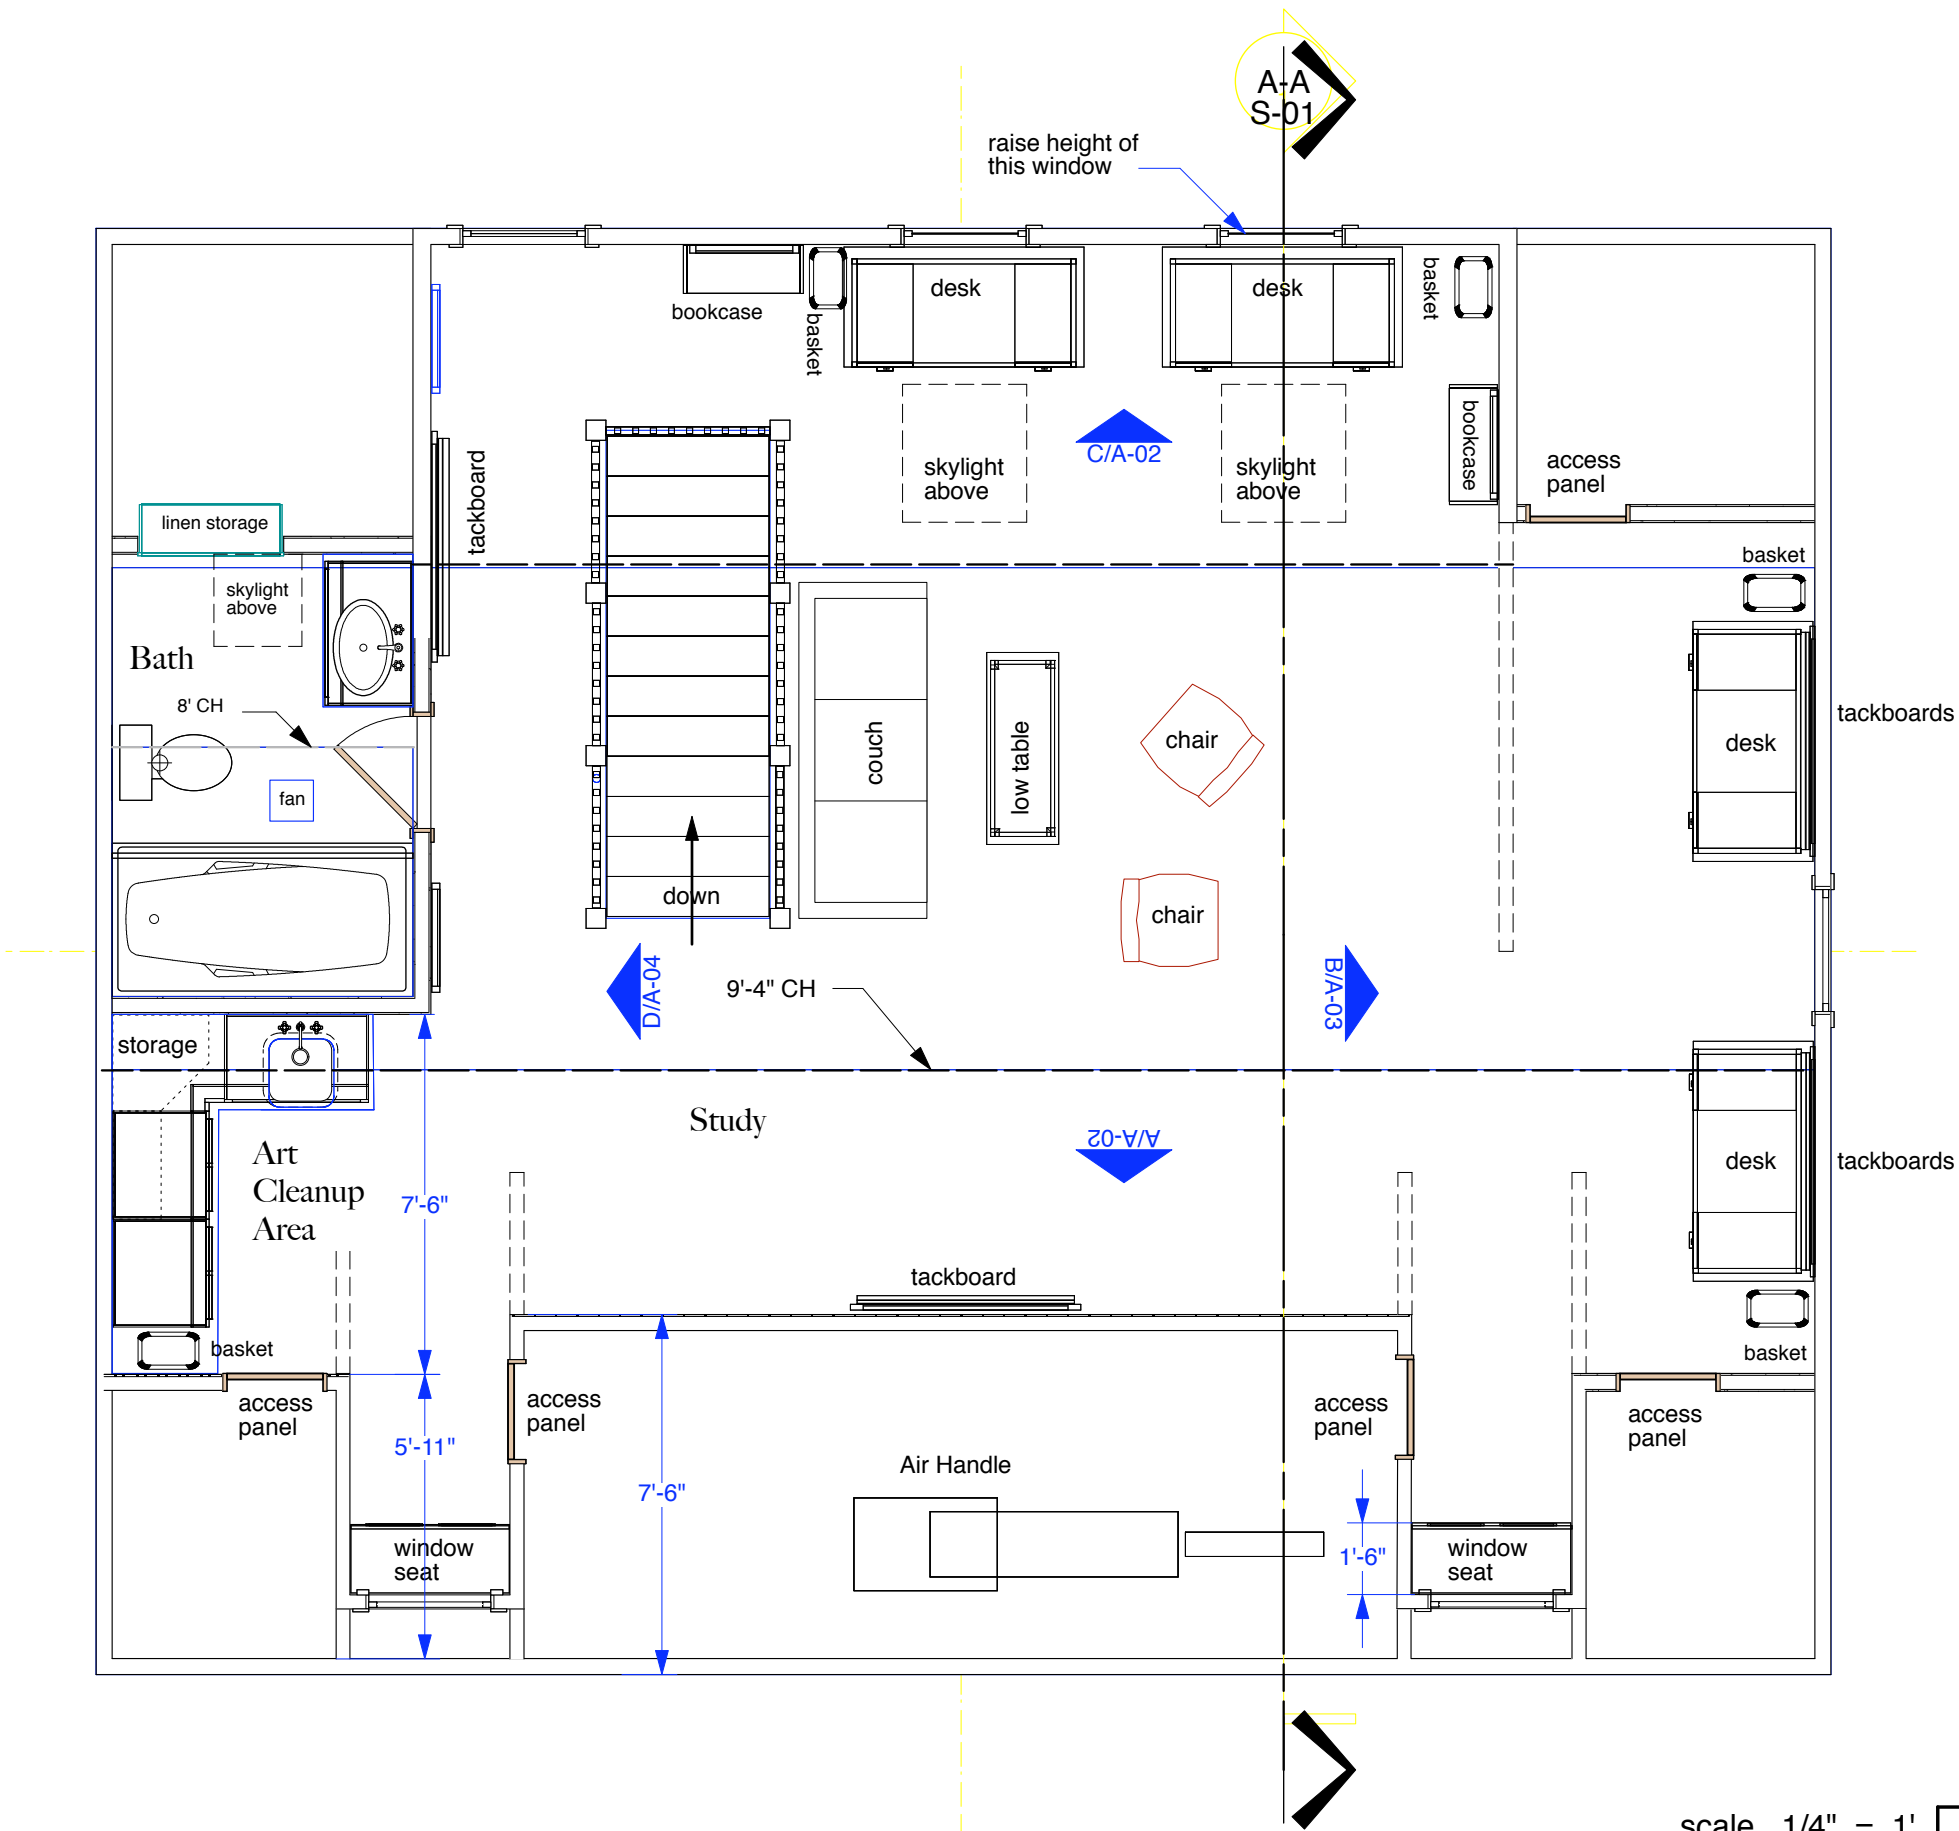 A-A
S-01
raise height of
this window
desk
desk
basket
bookcase
basket
bookcase
tackboard
skylight
above
C/A-02
skylight
above
access
panel
linen storage
skylight
above
basket
Bath
8' CH
fan
couch
low table
chair
desk
tackboards
down
chair
D/A-04
9'-4" CH
B/A-03
storage
Study
A/A-02
Art
Cleanup
Area
7'-6"
desk
tackboards
tackboard
basket
basket
access
panel
access
panel
access
panel
access
panel
5'-11"
Air Handle
7'-6"
window
seat
1'-6"
window
seat
scale 1/4" = 1'